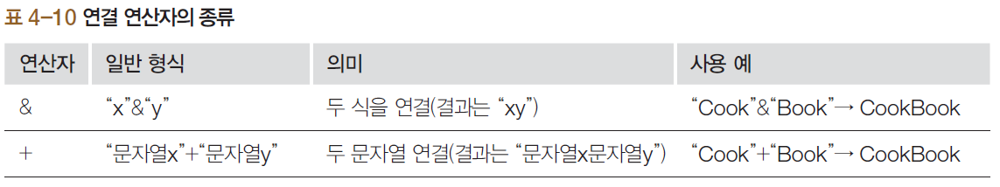 표 4-10 연결 연산자의 종류
연산자 일반 형식 의미 사용 예
& “x”&“y” 두 식을 연결(결과는 “xy”) “Cook”&“Book”→ CookBook
+ “문자열x”+“문자열y” 두 문자열 연결(결과는 “문자열x문자열y”) “Cook”+“Book”→ CookBook